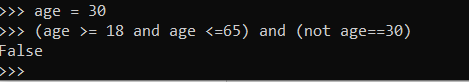 >>> age = 30
>>> (age >= 18 and age <=65) and (not age==30)
False
>>>